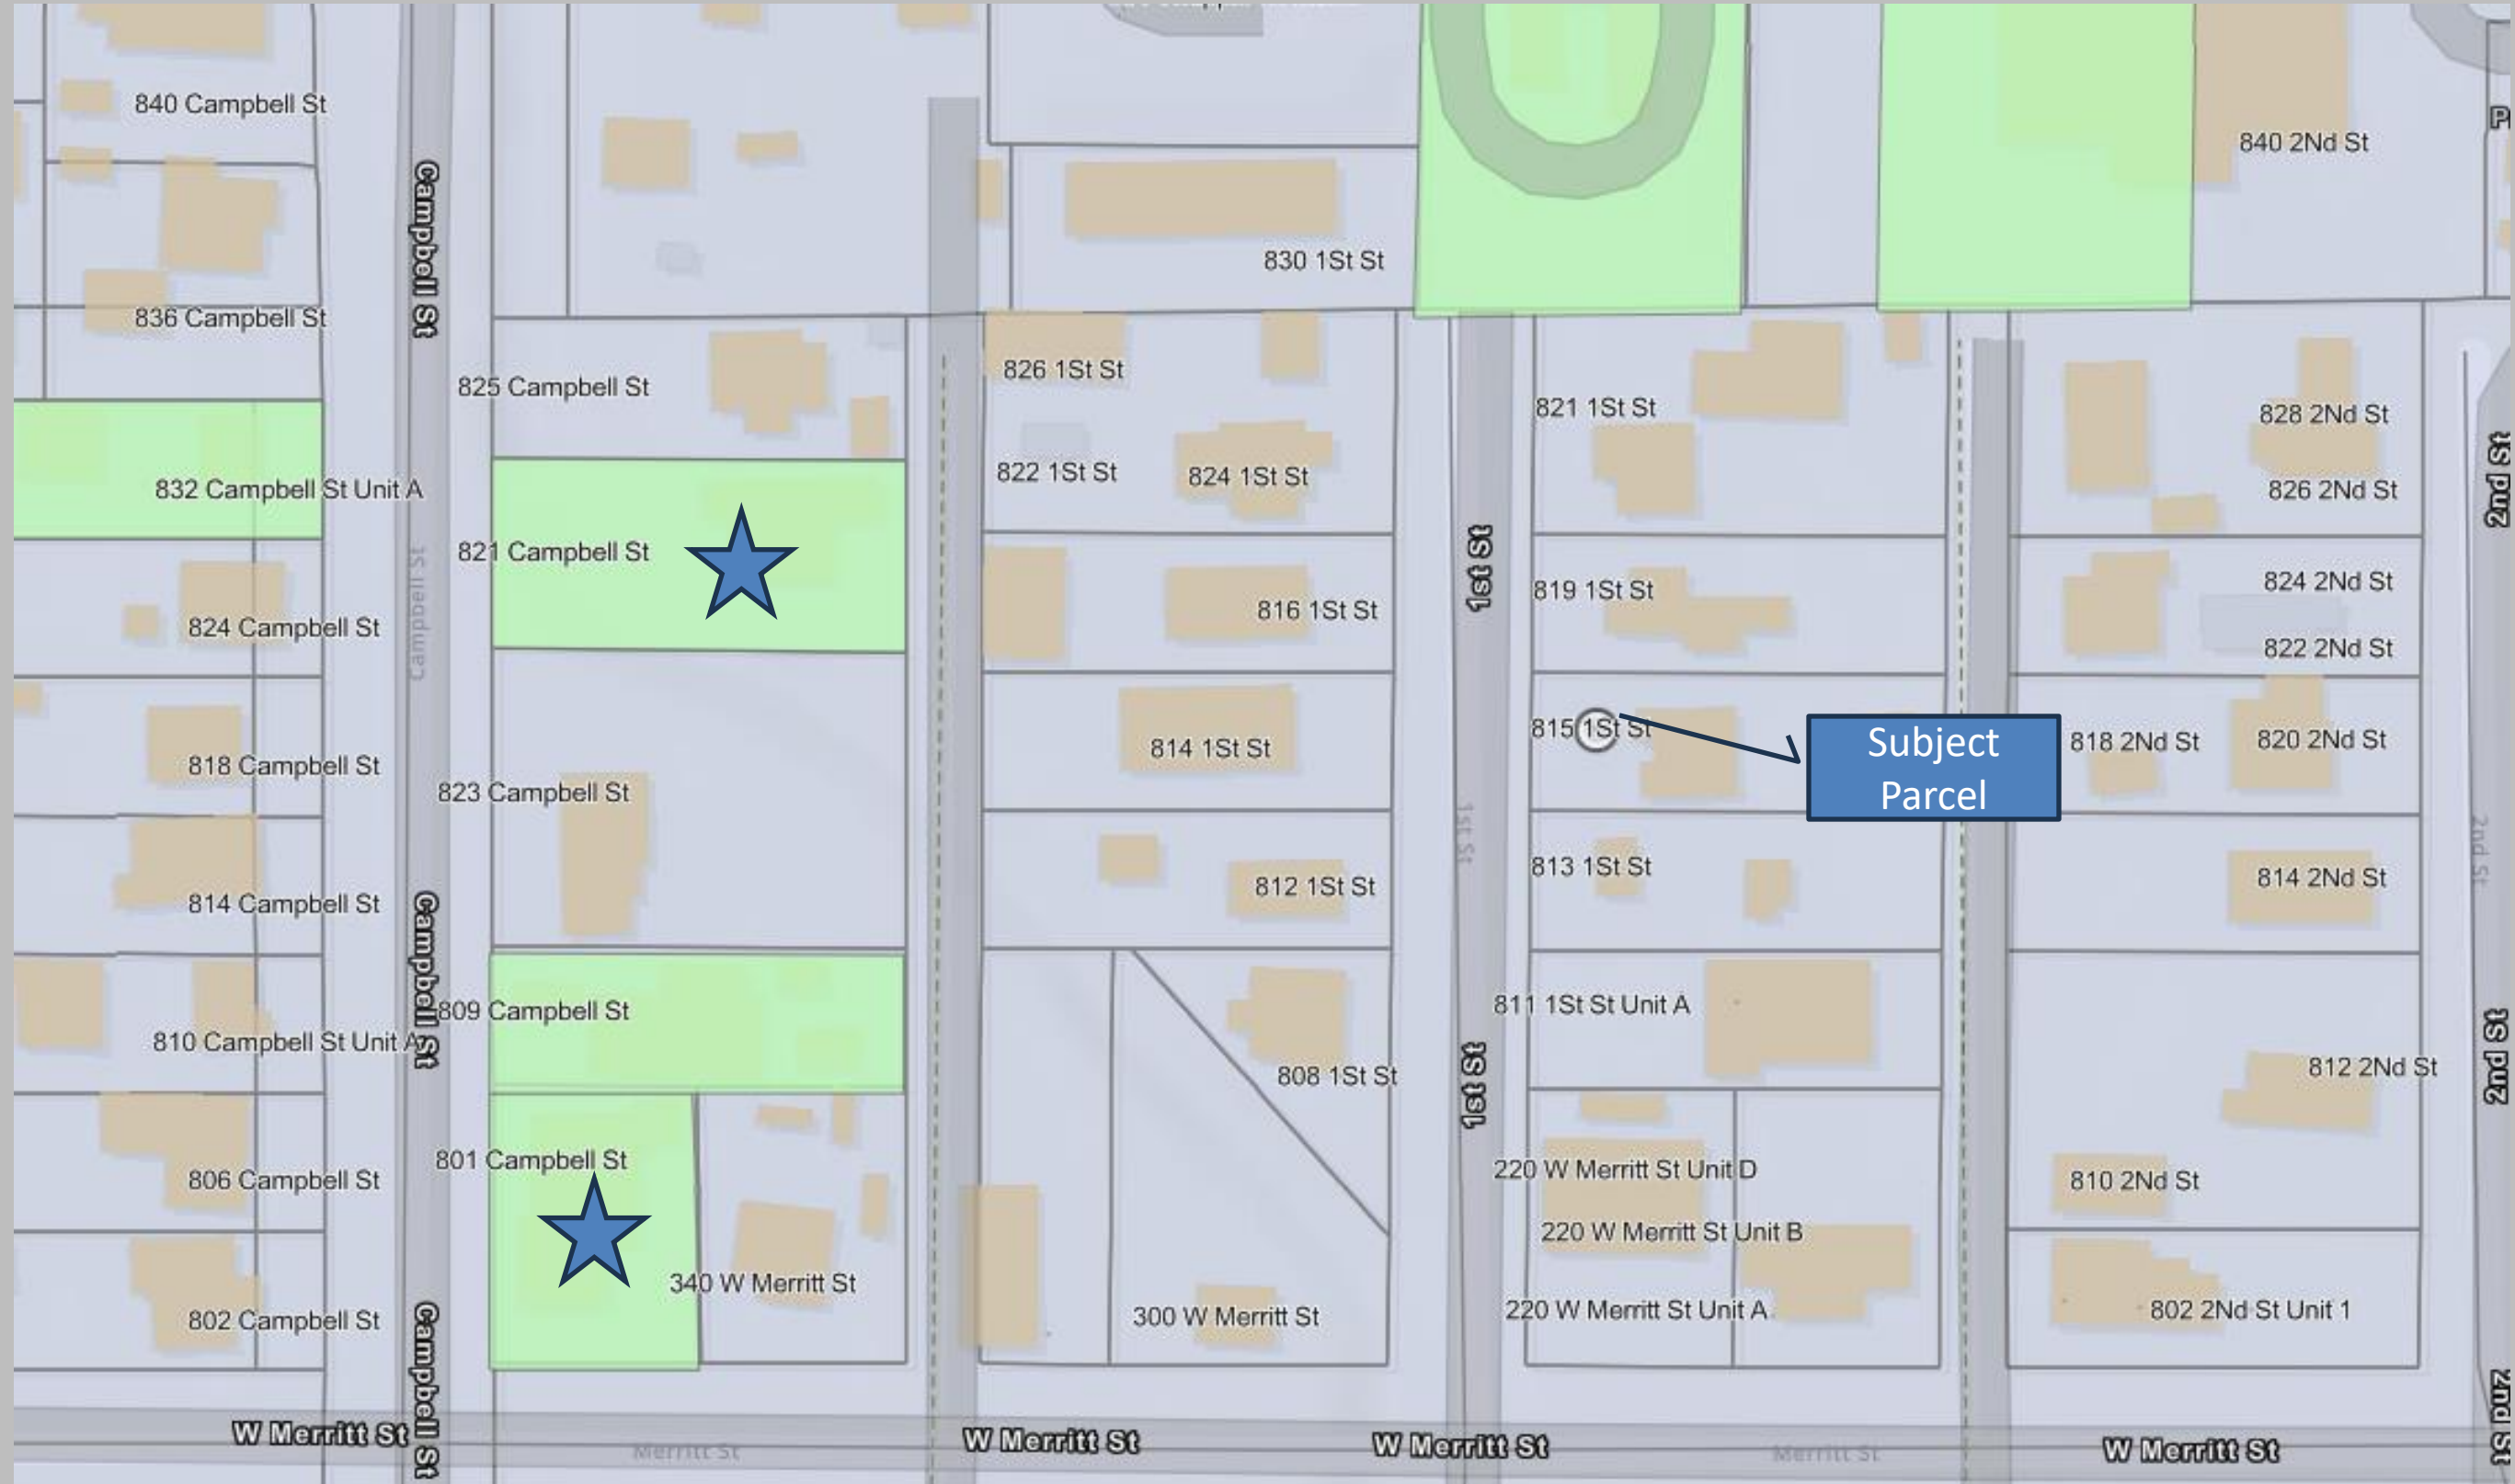 840 Campbell St
840 2Nd St
P
Campbell St
830 1St St
836 Campbell St
826 1St St
825 Campbell St
821 1St St
828 2Nd St
822 1St St
824 1St St
832 Campbell St Unit A
826 2Nd St
2nd St
821 Campbell St
1st St
Campbell St
819 1St St
824 2Nd St
816 1St St
824 Campbell St
822 2Nd St
815 1St St
Subject
Parcel
818 2Nd St
820 2Nd St
814 1St St
818 Campbell St
823 Campbell St
1st St
2nd St
813 1St St
814 2Nd St
812 1St St
814 Campbell St
Campbell St
811 1St St Unit A
809 Campbell St
810 Campbell St Unit A
2nd St
1st St
812 2Nd St
808 1St St
801 Campbell St
220 W Merritt St Unit D
806 Campbell St
810 2Nd St
220 W Merritt St Unit B
340 W Merritt St
220 W Merritt St Unit A
802 2Nd St Unit 1
300 W Merritt St
802 Campbell St
Campbell St
2nd St
W Merritt St
W Merritt St
W Merritt St
W Merritt St
Merritt St
Merritt St